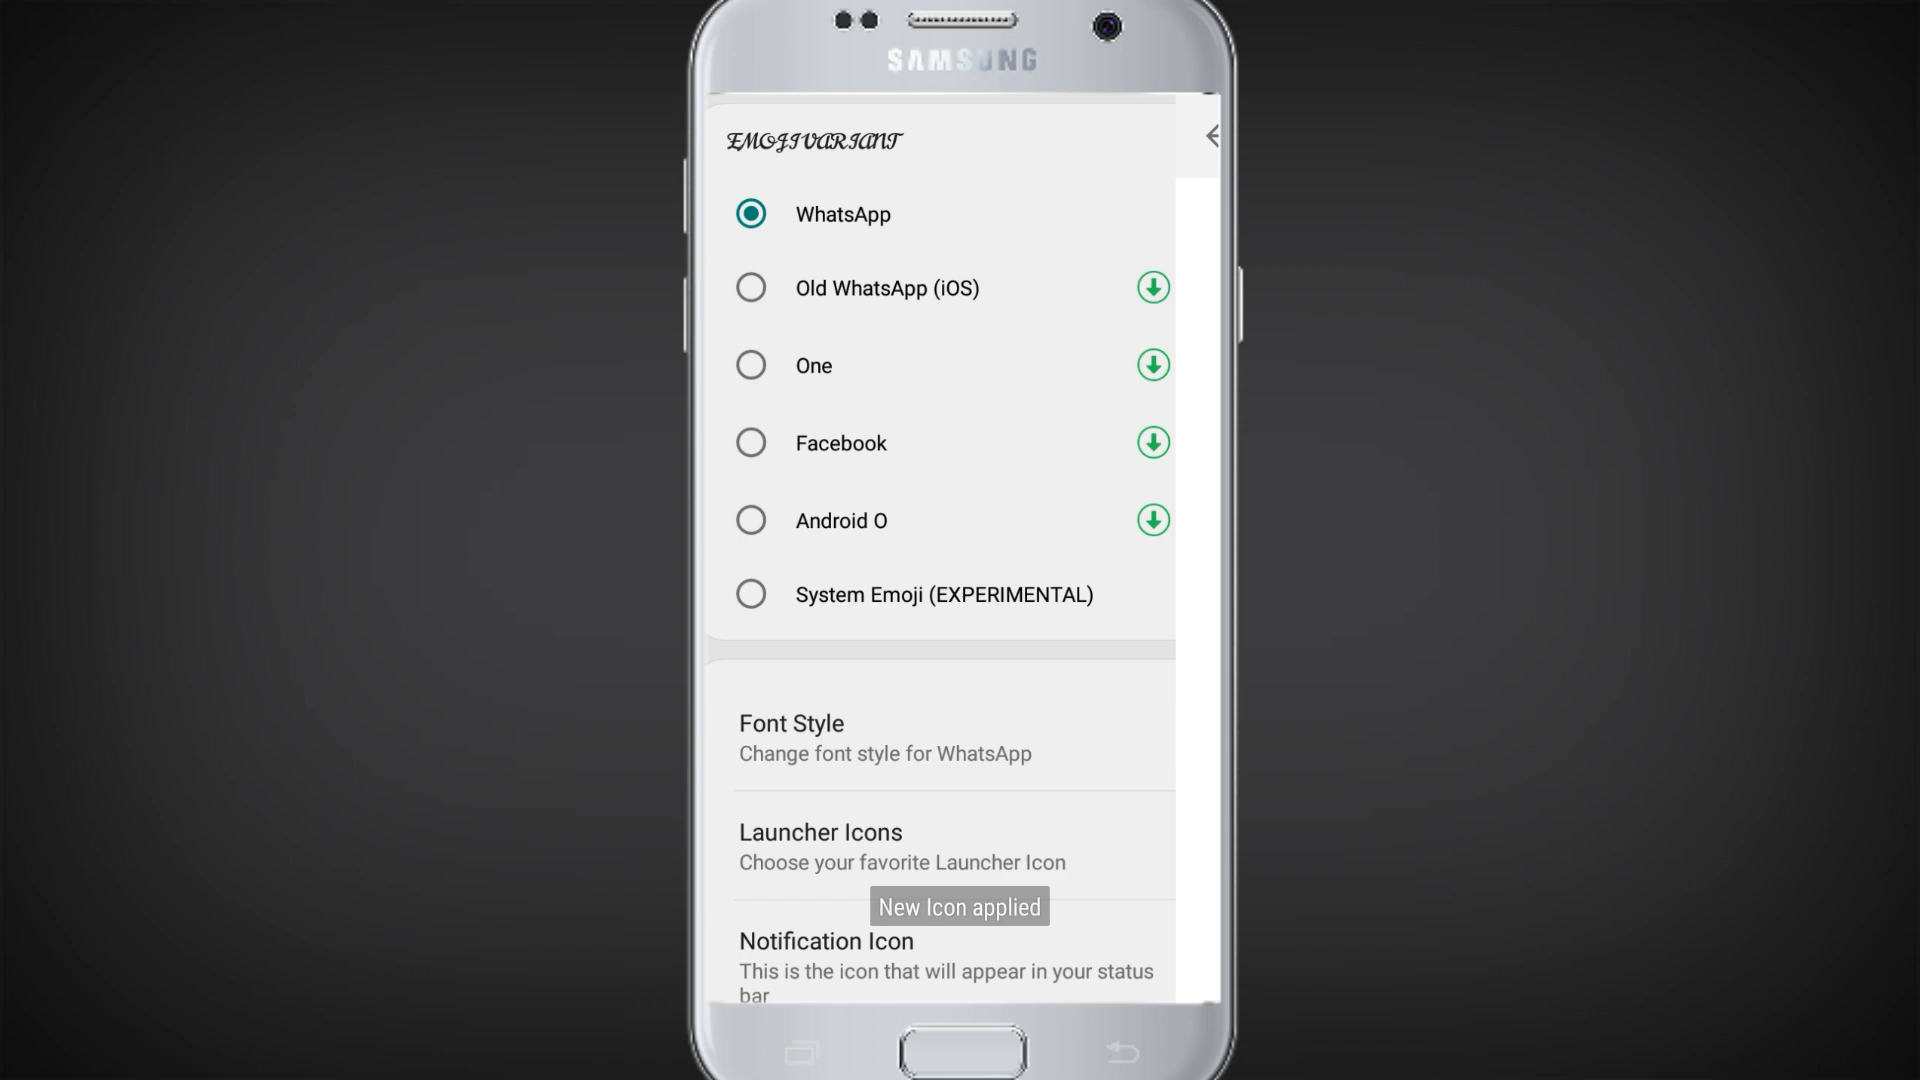 SAMSUNG
EMOJI VARIANT
WhatsApp
Old WhatsApp (iOS)
One
Facebook
Android O
System Emoji (EXPERIMENTAL)
Font Style
Change font style for WhatsApp
Launcher Icons
Choose your favorite Launcher Icon
New Icon applied
Notification Icon
This is the icon that will appear in your status
bar